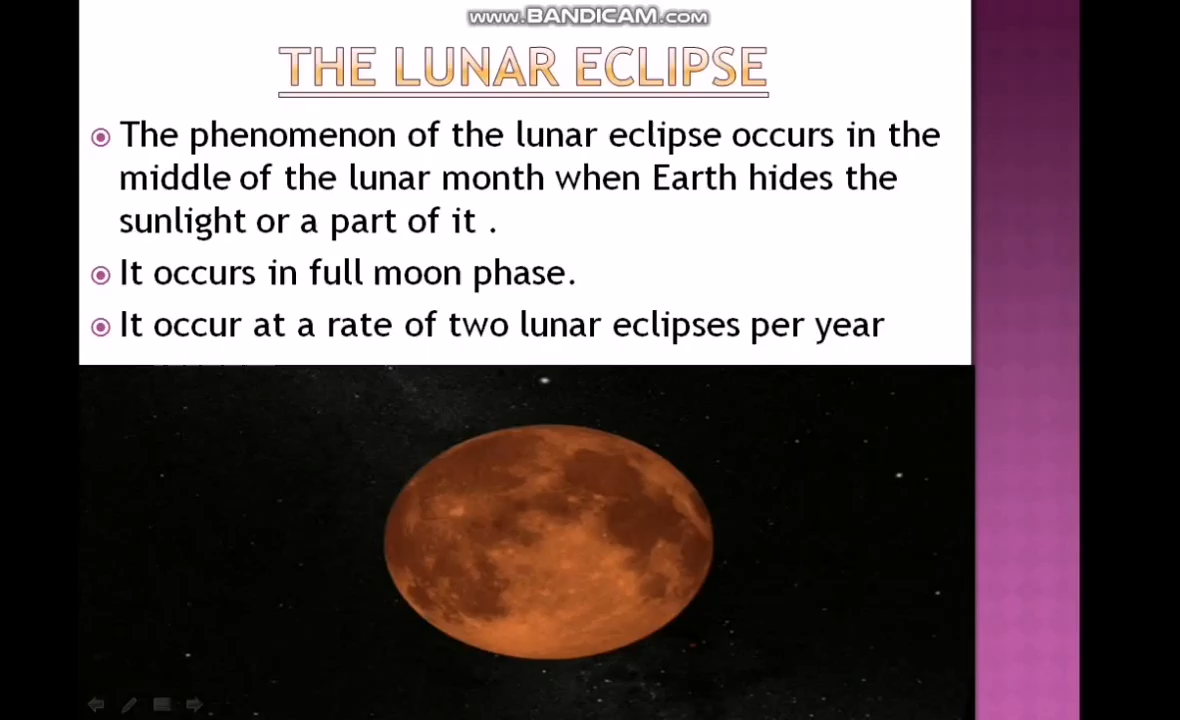 www.BANDICAM.com
THE LUNAR ECLIPSE
The phenomenon of the lunar eclipse occurs in the
middle of the lunar month when Earth hides the
sunlight or a part of it .
It occurs in full moon phase.
It occur at a rate of two lunar eclipses per year